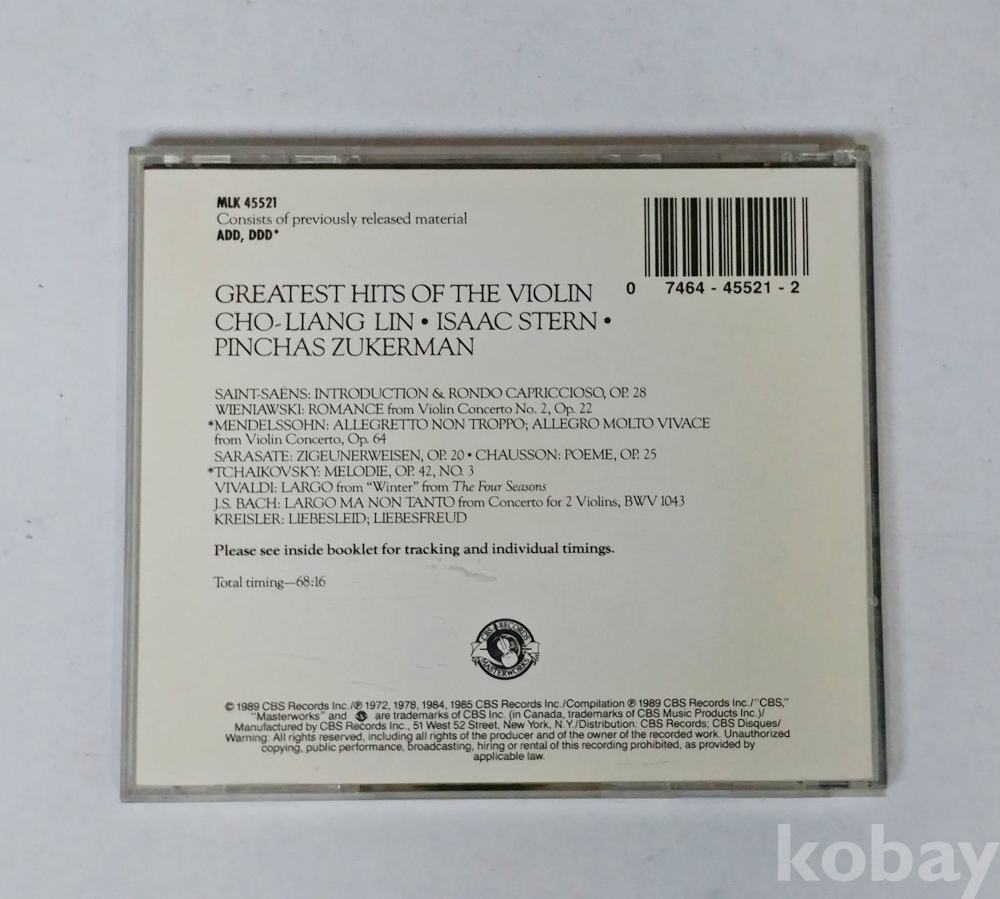 MLK 45521
Consists of previously released material
ADD, DDD*
0 7464 - 45521 - 2
GREATEST HITS OF THE VIOLIN
CHO-LIANG LIN • ISAAC STERN •
PINCHAS ZUKERMAN
SAINT-SAËNS: INTRODUCTION & RONDO CAPRICCIOSO, OP. 28
WIENIAWSKI: ROMANCE from Violin Concerto No. 2, Op. 22
*MENDELSSOHN: ALLEGRETTO NON TROPPO; ALLEGRO MOLTO VIVACE
from Violin Concerto, Op. 64
SARASATE: ZIGEUNERWEISEN, OP. 20 • CHAUSSON: POEME, OP. 25
*TCHAIKOVSKY: MELODIE, OP. 42, NO. 3
VIVALDI: LARGO from "Winter" from The Four Seasons
J.S. BACH: LARGO MA NON TANTO from Concerto for 2 Violins, BWV 1043
KREISLER: LIEBESLEID; LIEBESFREUD
Please see inside booklet for tracking and individual timings.
Total timing—68:16
CBS RECORDS
MASTERWORKS
© 1989 CBS Records Inc./℗ 1972, 1978, 1984, 1985 CBS Records Inc./Compilation ℗ 1989 CBS Records Inc./"CBS,"
"Masterworks" and are trademarks of CBS Inc. (in Canada, trademarks of CBS Music Products Inc.)/
Manufactured by CBS Records Inc., 51 West 52 Street, New York, N.Y./Distribution: CBS Records; CBS Disques/
Warning: All rights reserved, including all rights of the producer and of the owner of the recorded work. Unauthorized
copying, public performance, broadcasting, hiring or rental of this recording prohibited, as provided by
applicable law.
kobay